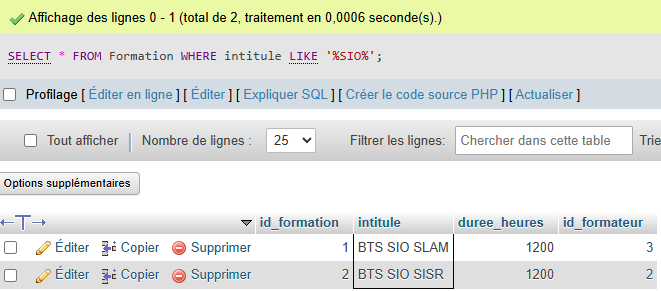 Affichage des lignes 0 - 1 (total de 2, traitement en 0,0006 seconde(s).)
SELECT * FROM Formation WHERE intitule LIKE '%SIO%';
Profilage [ Éditer en ligne ] [ Éditer ] [ Expliquer SQL ] [ Créer le code source PHP ] [ Actualiser ]
Tout afficher Nombre de lignes : 25 Filtrer les lignes: Chercher dans cette table Trie
Options supplémentaires
←T→ id_formation intitule duree_heures id_formateur
Éditer Copier Supprimer 1 BTS SIO SLAM 1200 3
Éditer Copier Supprimer 2 BTS SIO SISR 1200 2